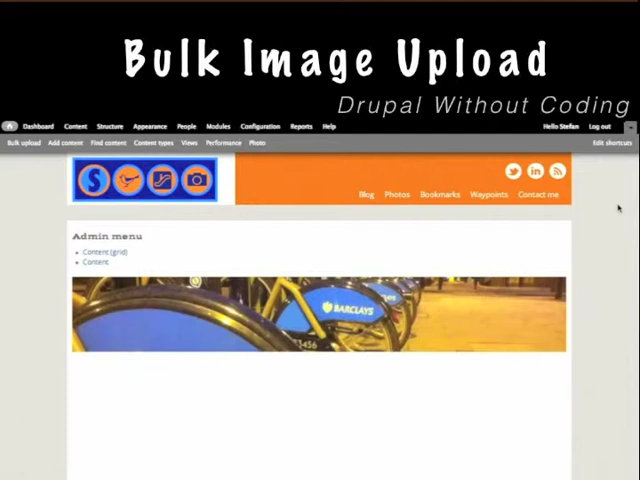 Bulk Image Upload
Drupal Without Coding
Dashboard Content Structure Appearance People Modules Configuration Reports Help Hello Stefan Log out
Bulk upload Add content Find content Content types Views Performance Photo Edit shortcuts
S
Blog Photos Bookmarks Waypoints Contact me
Admin menu
Content (grid)
Content
BARCLAYS
3456